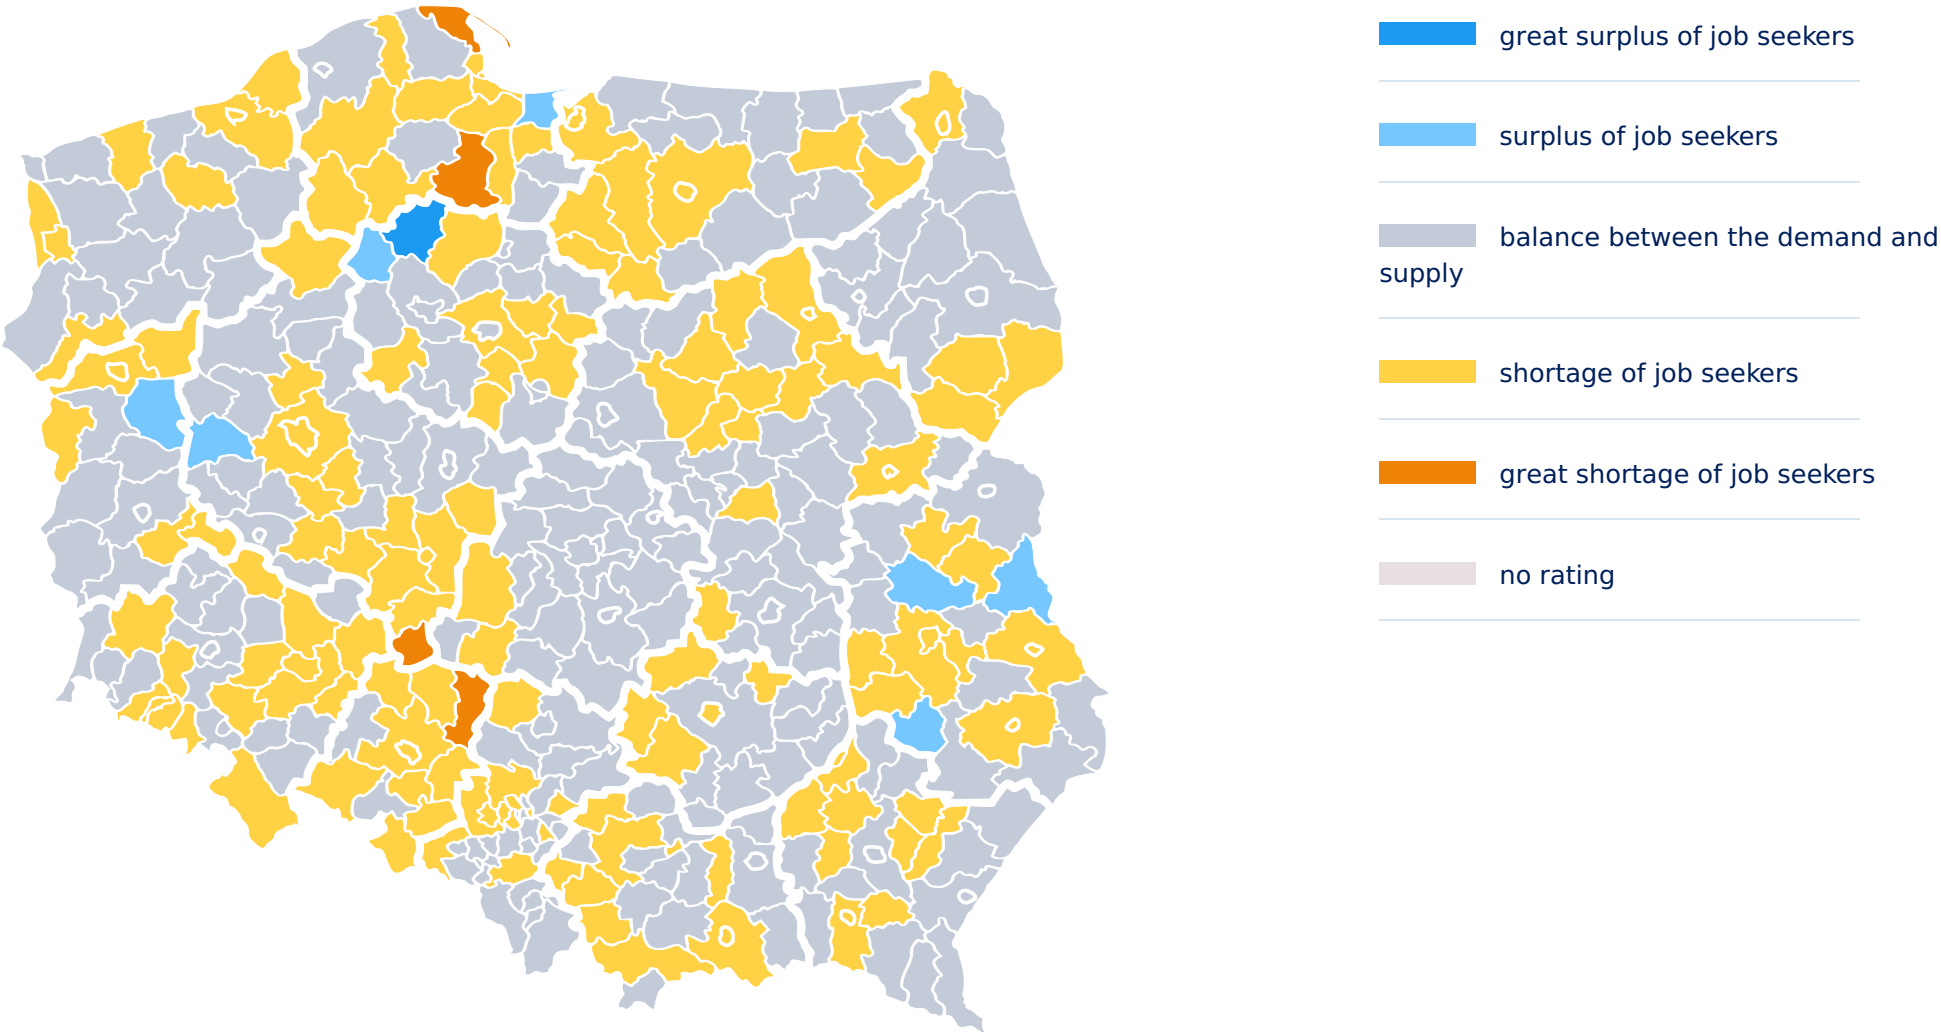 great surplus of job seekers
surplus of job seekers
balance between the demand and
supply
shortage of job seekers
great shortage of job seekers
no rating